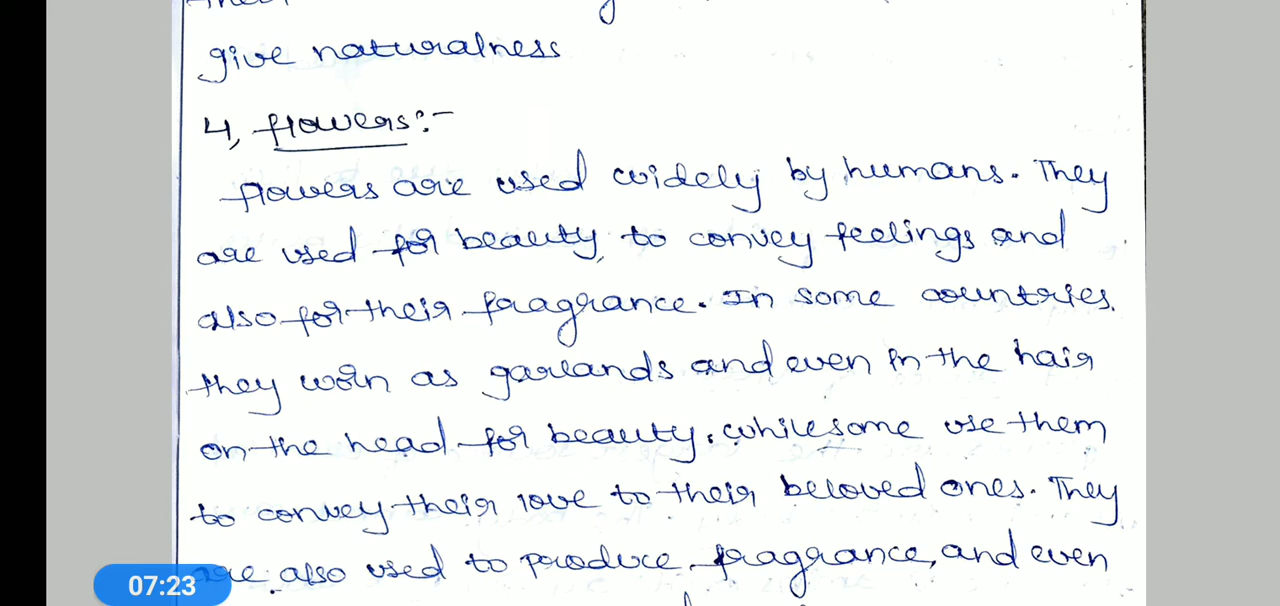 their
give naturalness
4, flowers:-
flowers are used widely by humans. They
are used for beauty, to convey feelings and
also for their fragrance. In some countries.
they worn as garlands and even in the hair
on the head for beauty. while some use them
to convey their love to their beloved ones. They
are also used to produce fragrance, and even
07:23